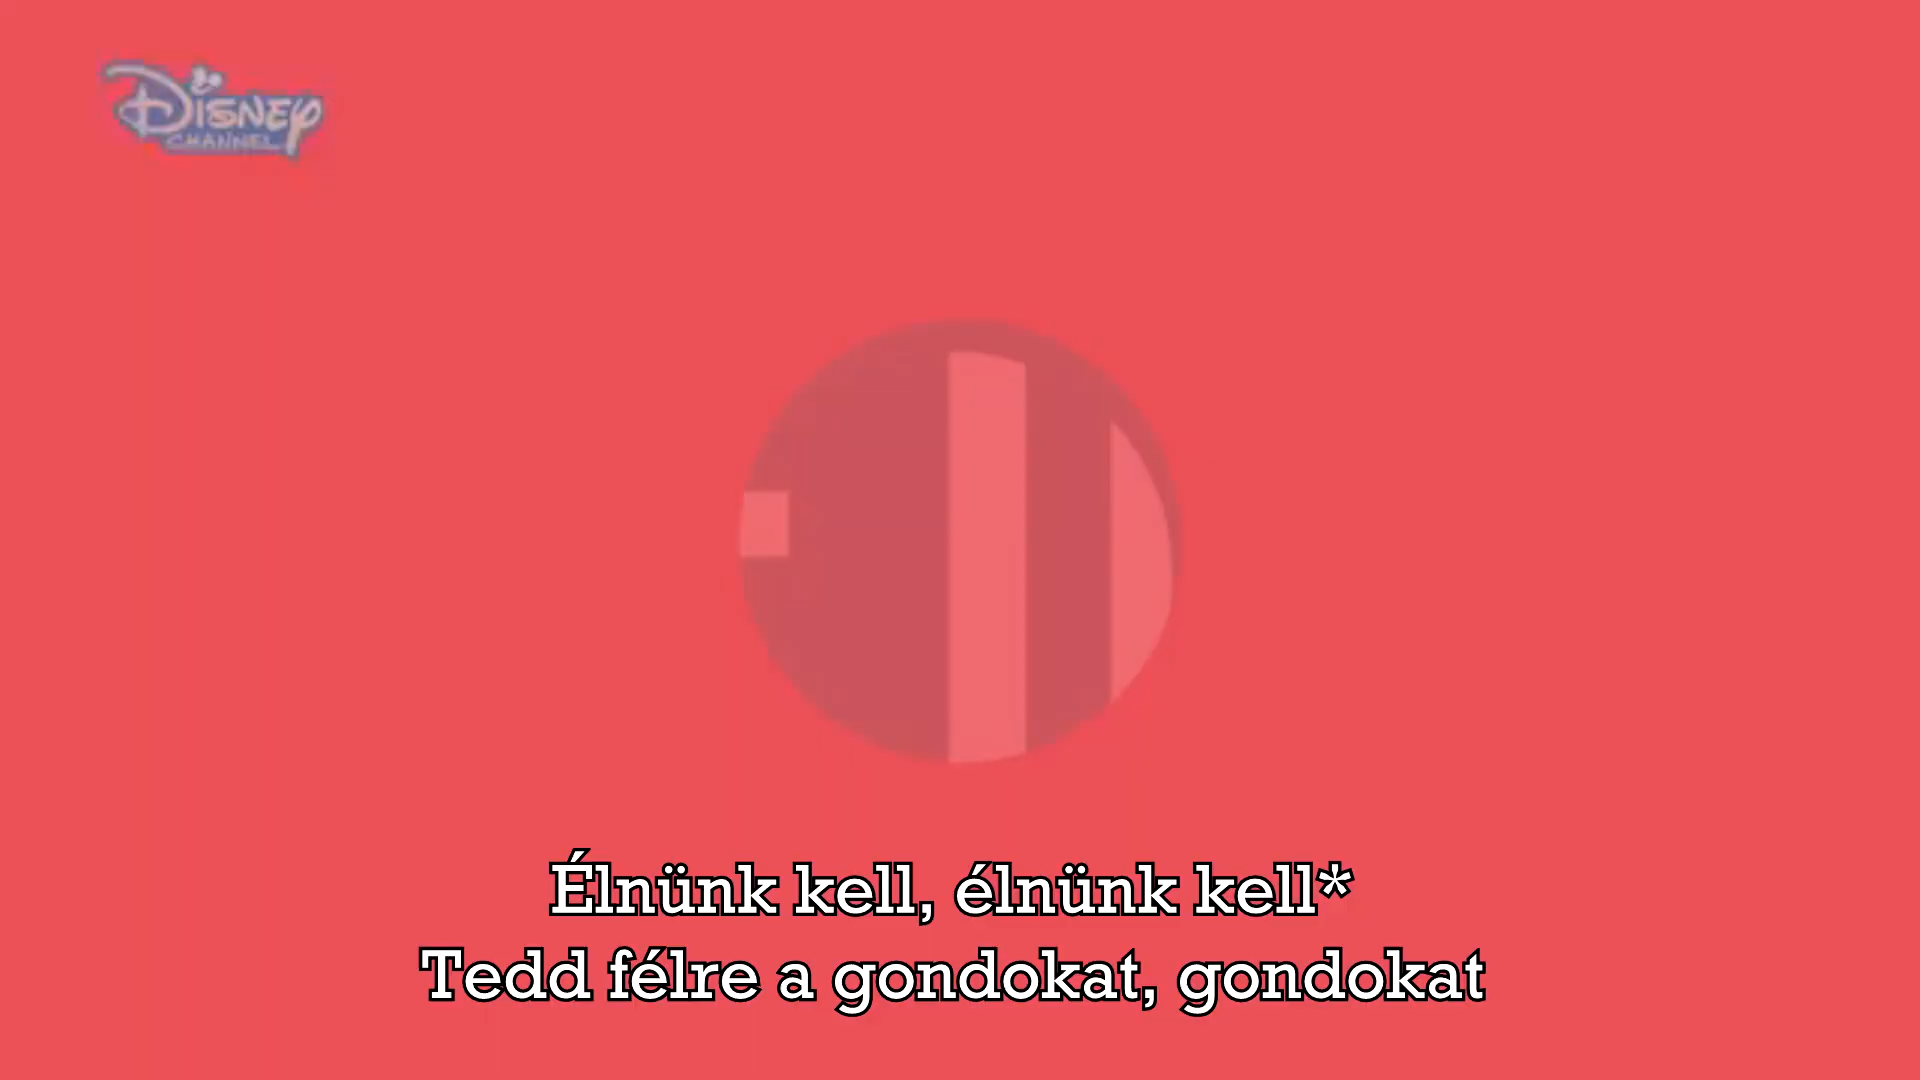 Disney
CHANNEL
Élnünk kell, élnünk kell*
Tedd félre a gondokat, gondokat